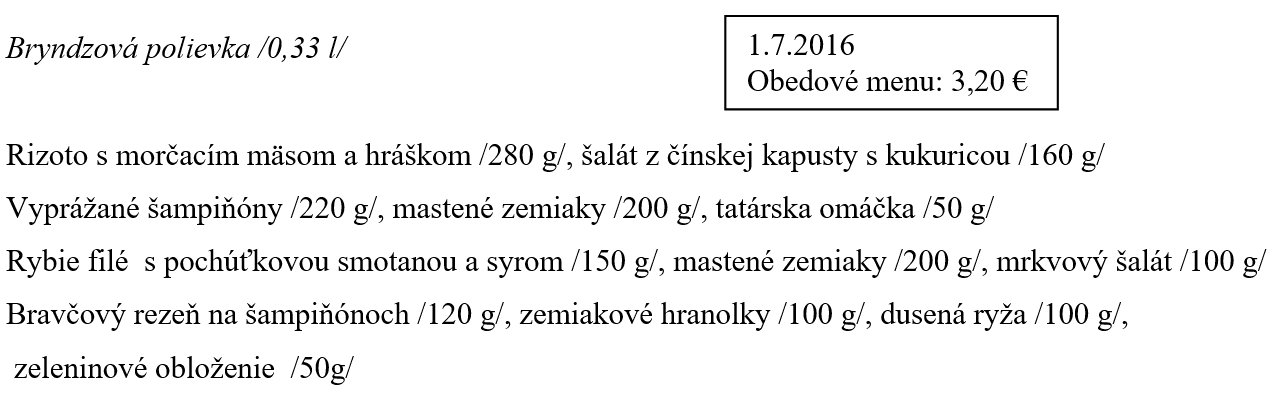 Bryndzová polievka /0,33 l/
1.7.2016
Obedové menu: 3,20 €
Rizoto s morčacím mäsom a hráškom /280 g/, šalát z čínskej kapusty s kukuricou /160 g/
Vyprážané šampiňóny /220 g/, mastené zemiaky /200 g/, tatárska omáčka /50 g/
Rybie filé  s pochúťkovou smotanou a syrom /150 g/, mastené zemiaky /200 g/, mrkvový šalát /100 g/
Bravčový rezeň na šampiňónoch /120 g/, zemiakové hranolky /100 g/, dusená ryža /100 g/,
zeleninové obloženie  /50g/